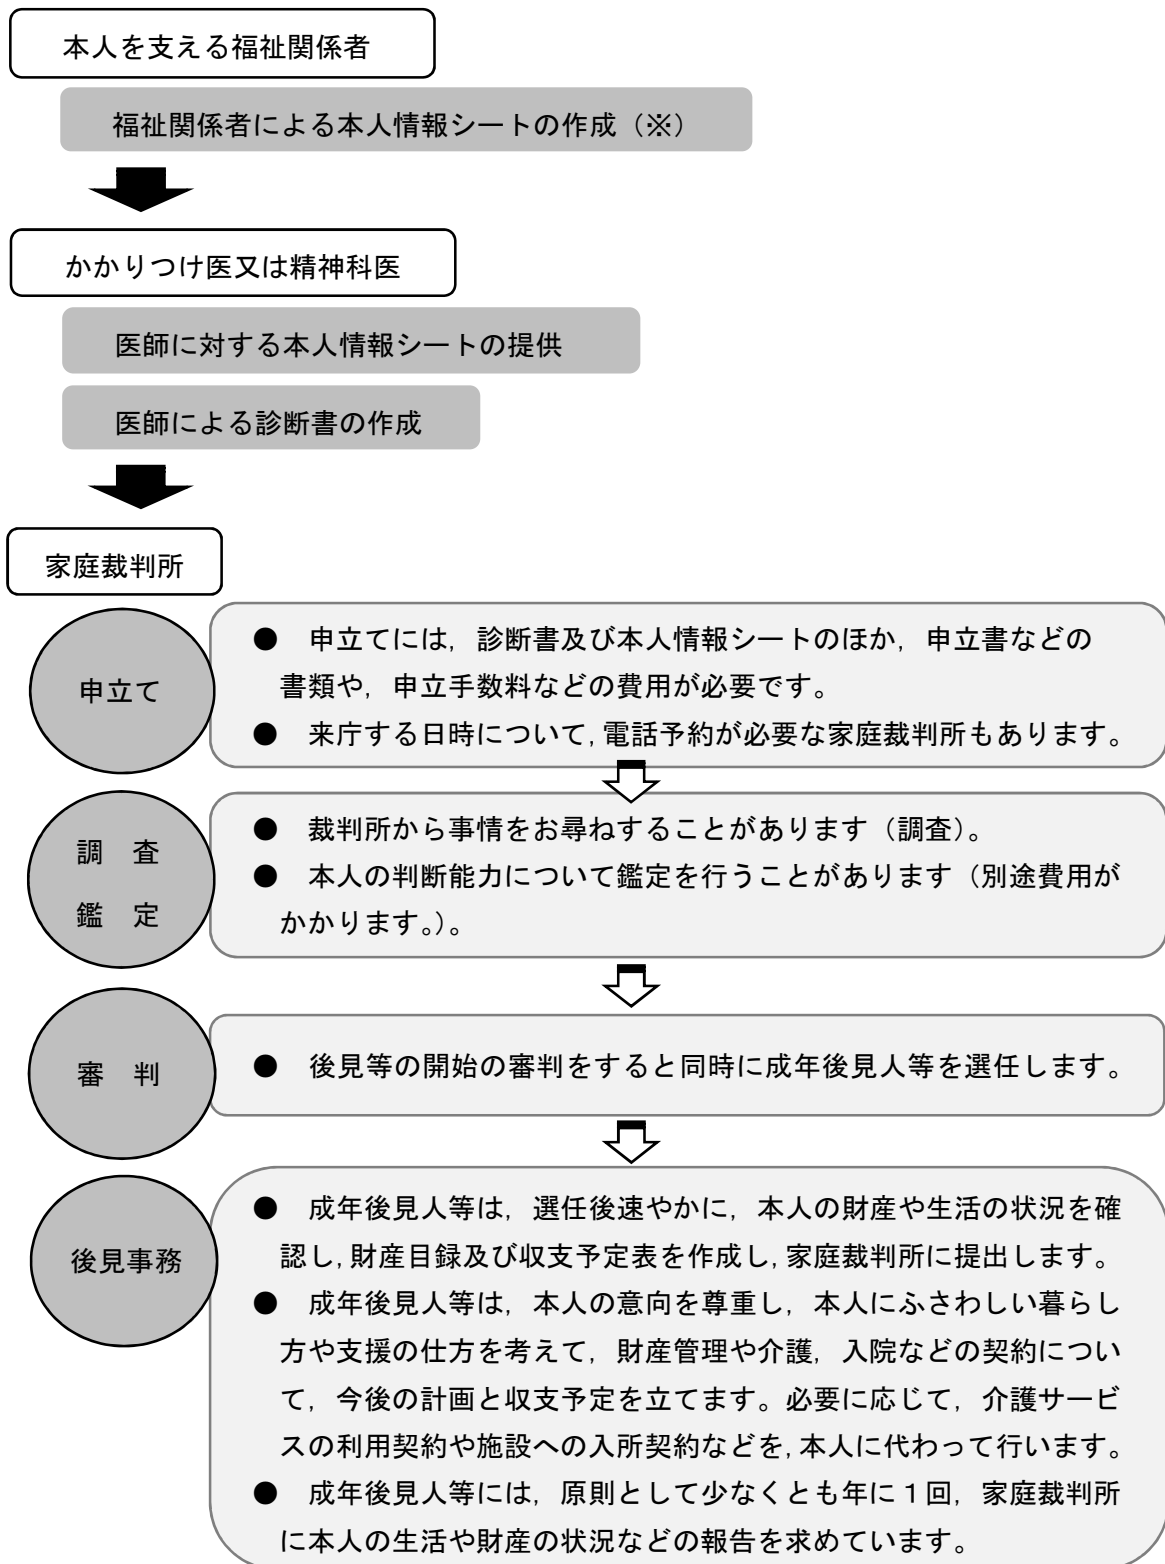 本人を支える福祉関係者
福祉関係者による本人情報シートの作成（※）
かかりつけ医又は精神科医
医師に対する本人情報シートの提供
医師による診断書の作成
家庭裁判所
申立て
● 申立てには，診断書及び本人情報シートのほか，申立書などの
書類や，申立手数料などの費用が必要です。
● 来庁する日時について，電話予約が必要な家庭裁判所もあります。
調 査
鑑 定
● 裁判所から事情をお尋ねすることがあります（調査）。
● 本人の判断能力について鑑定を行うことがあります（別途費用が
かかります。）。
審 判
● 後見等の開始の審判をすると同時に成年後見人等を選任します。
後見事務
● 成年後見人等は，選任後速やかに，本人の財産や生活の状況を確
認し，財産目録及び収支予定表を作成し，家庭裁判所に提出します。
● 成年後見人等は，本人の意向を尊重し，本人にふさわしい暮らし
方や支援の仕方を考えて，財産管理や介護，入院などの契約につい
て，今後の計画と収支予定を立てます。必要に応じて，介護サービ
スの利用契約や施設への入所契約などを，本人に代わって行います。
● 成年後見人等には，原則として少なくとも年に１回，家庭裁判所
に本人の生活や財産の状況などの報告を求めています。